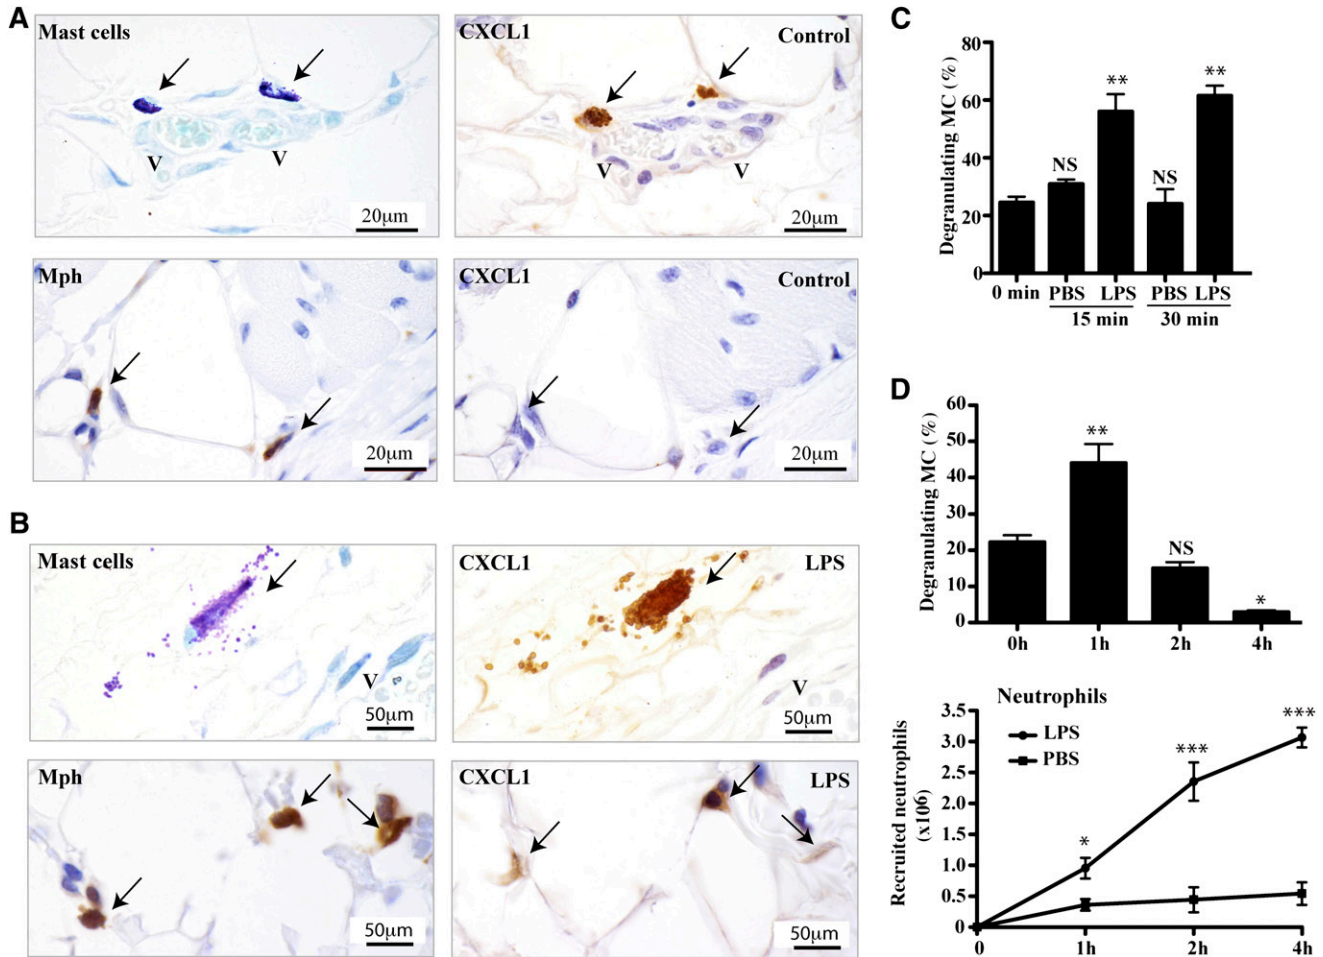 A
Mast cells
V
V
20μm
CXCL1
Control
V
V
20μm
Mph
20μm
CXCL1
Control
20μm
B
Mast cells
V
50μm
CXCL1
LPS
V
50μm
Mph
50μm
CXCL1
LPS
50μm
C
Degranulating MC (%)
80
60
40
20
0
NS
**
NS
**
0 min PBS LPS PBS LPS
15 min 30 min
D
Degranulating MC (%)
60
50
40
30
20
10
0
**
NS
*
0h 1h 2h 4h
Neutrophils
LPS
PBS
Recruited neutrophils
(x106)
3.5
3.0
2.5
2.0
1.5
1.0
0.5
0
*
***
***
0 1h 2h 4h